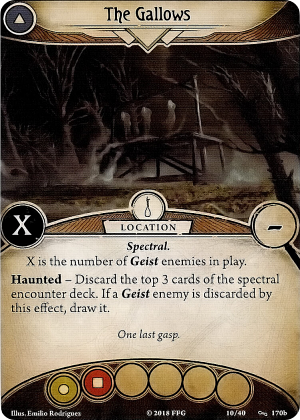 The Gallows
LOCATION
X
-
Spectral.
X is the number of Geist enemies in play.
Haunted – Discard the top 3 cards of the spectral
encounter deck. If a Geist enemy is discarded by
this effect, draw it.
One last gasp.
Illus. Emilio Rodriguez
© 2018 FFG
10/40
170b